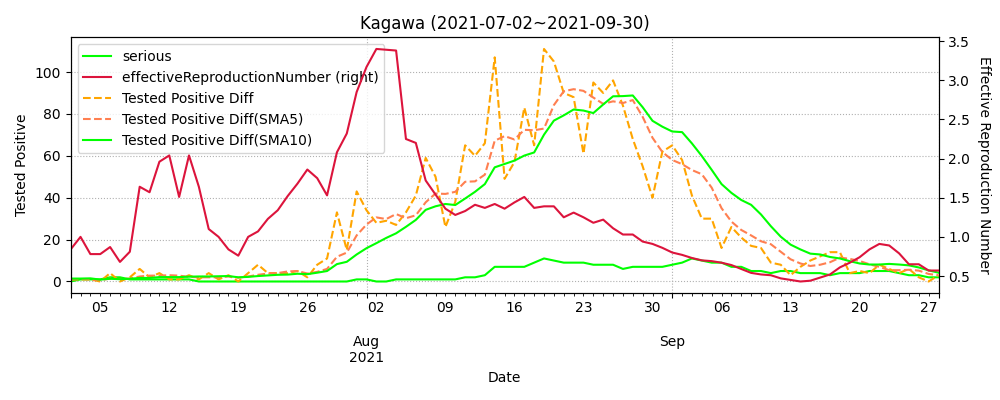 Kagawa (2021-07-02~2021-09-30)
serious
effectiveReproductionNumber (right)
Tested Positive Diff
Tested Positive Diff(SMA5)
Tested Positive Diff(SMA10)
Tested Positive
0
20
40
60
80
100
Effective Reproduction Number
3.5
3.0
2.5
2.0
1.5
1.0
0.5
05 12 19 26 02 09 16 23 30 06 13 20 27
Aug Sep
2021
Date